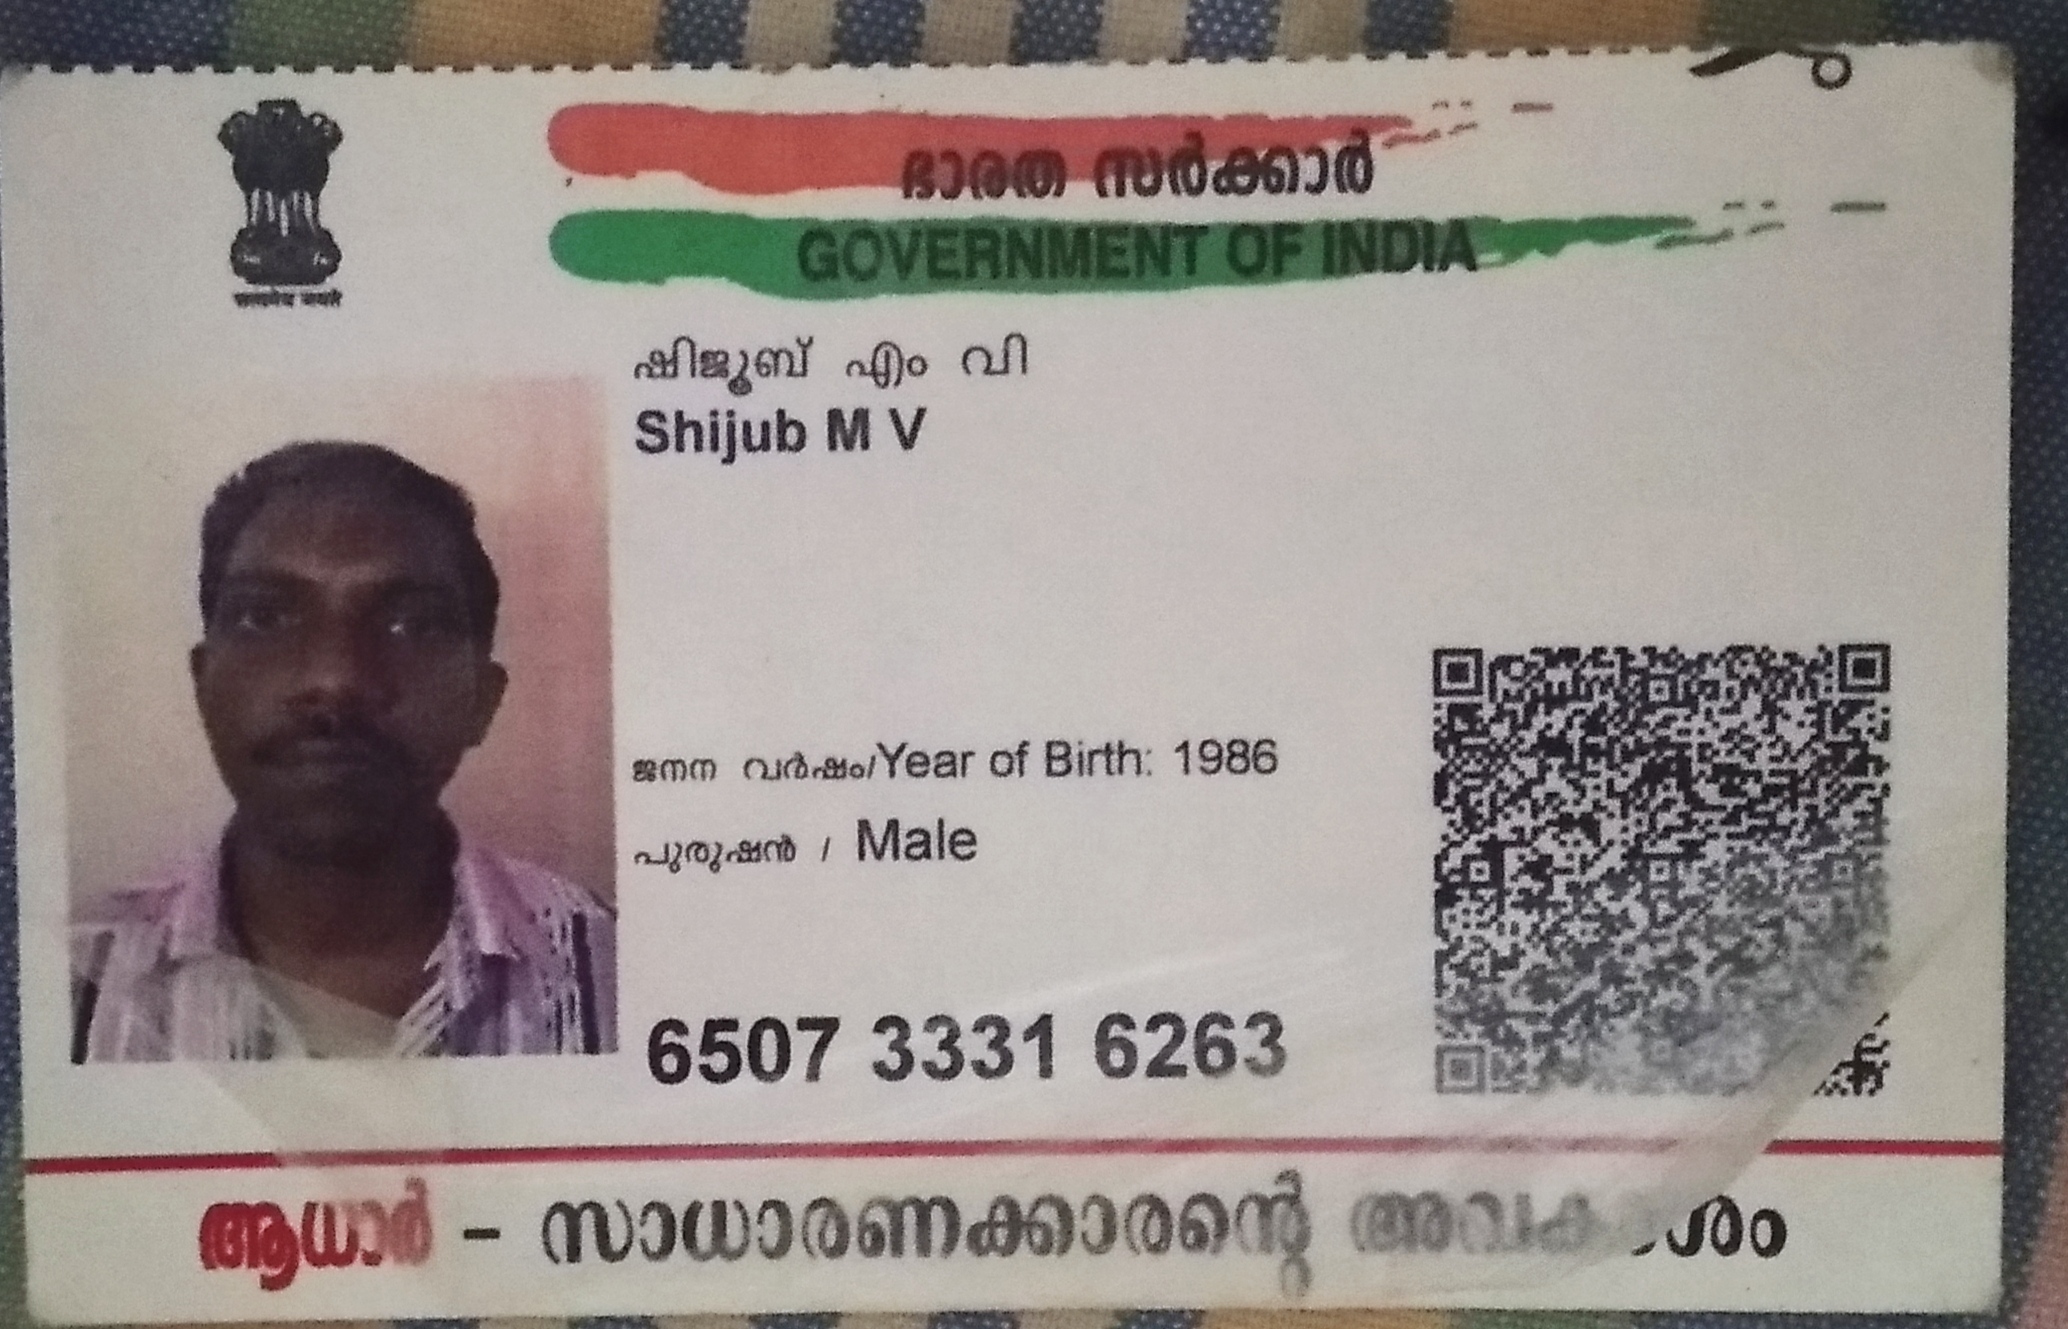 ഭാരത സർക്കാർ
GOVERNMENT OF INDIA
ഷിജൂബ് എം വി
Shijub M V
ജനന വർഷം/Year of Birth: 1986
പുരുഷൻ / Male
6507 3331 6263
ആധാർ – സാധാരണക്കാരന്റെ അവകാശം